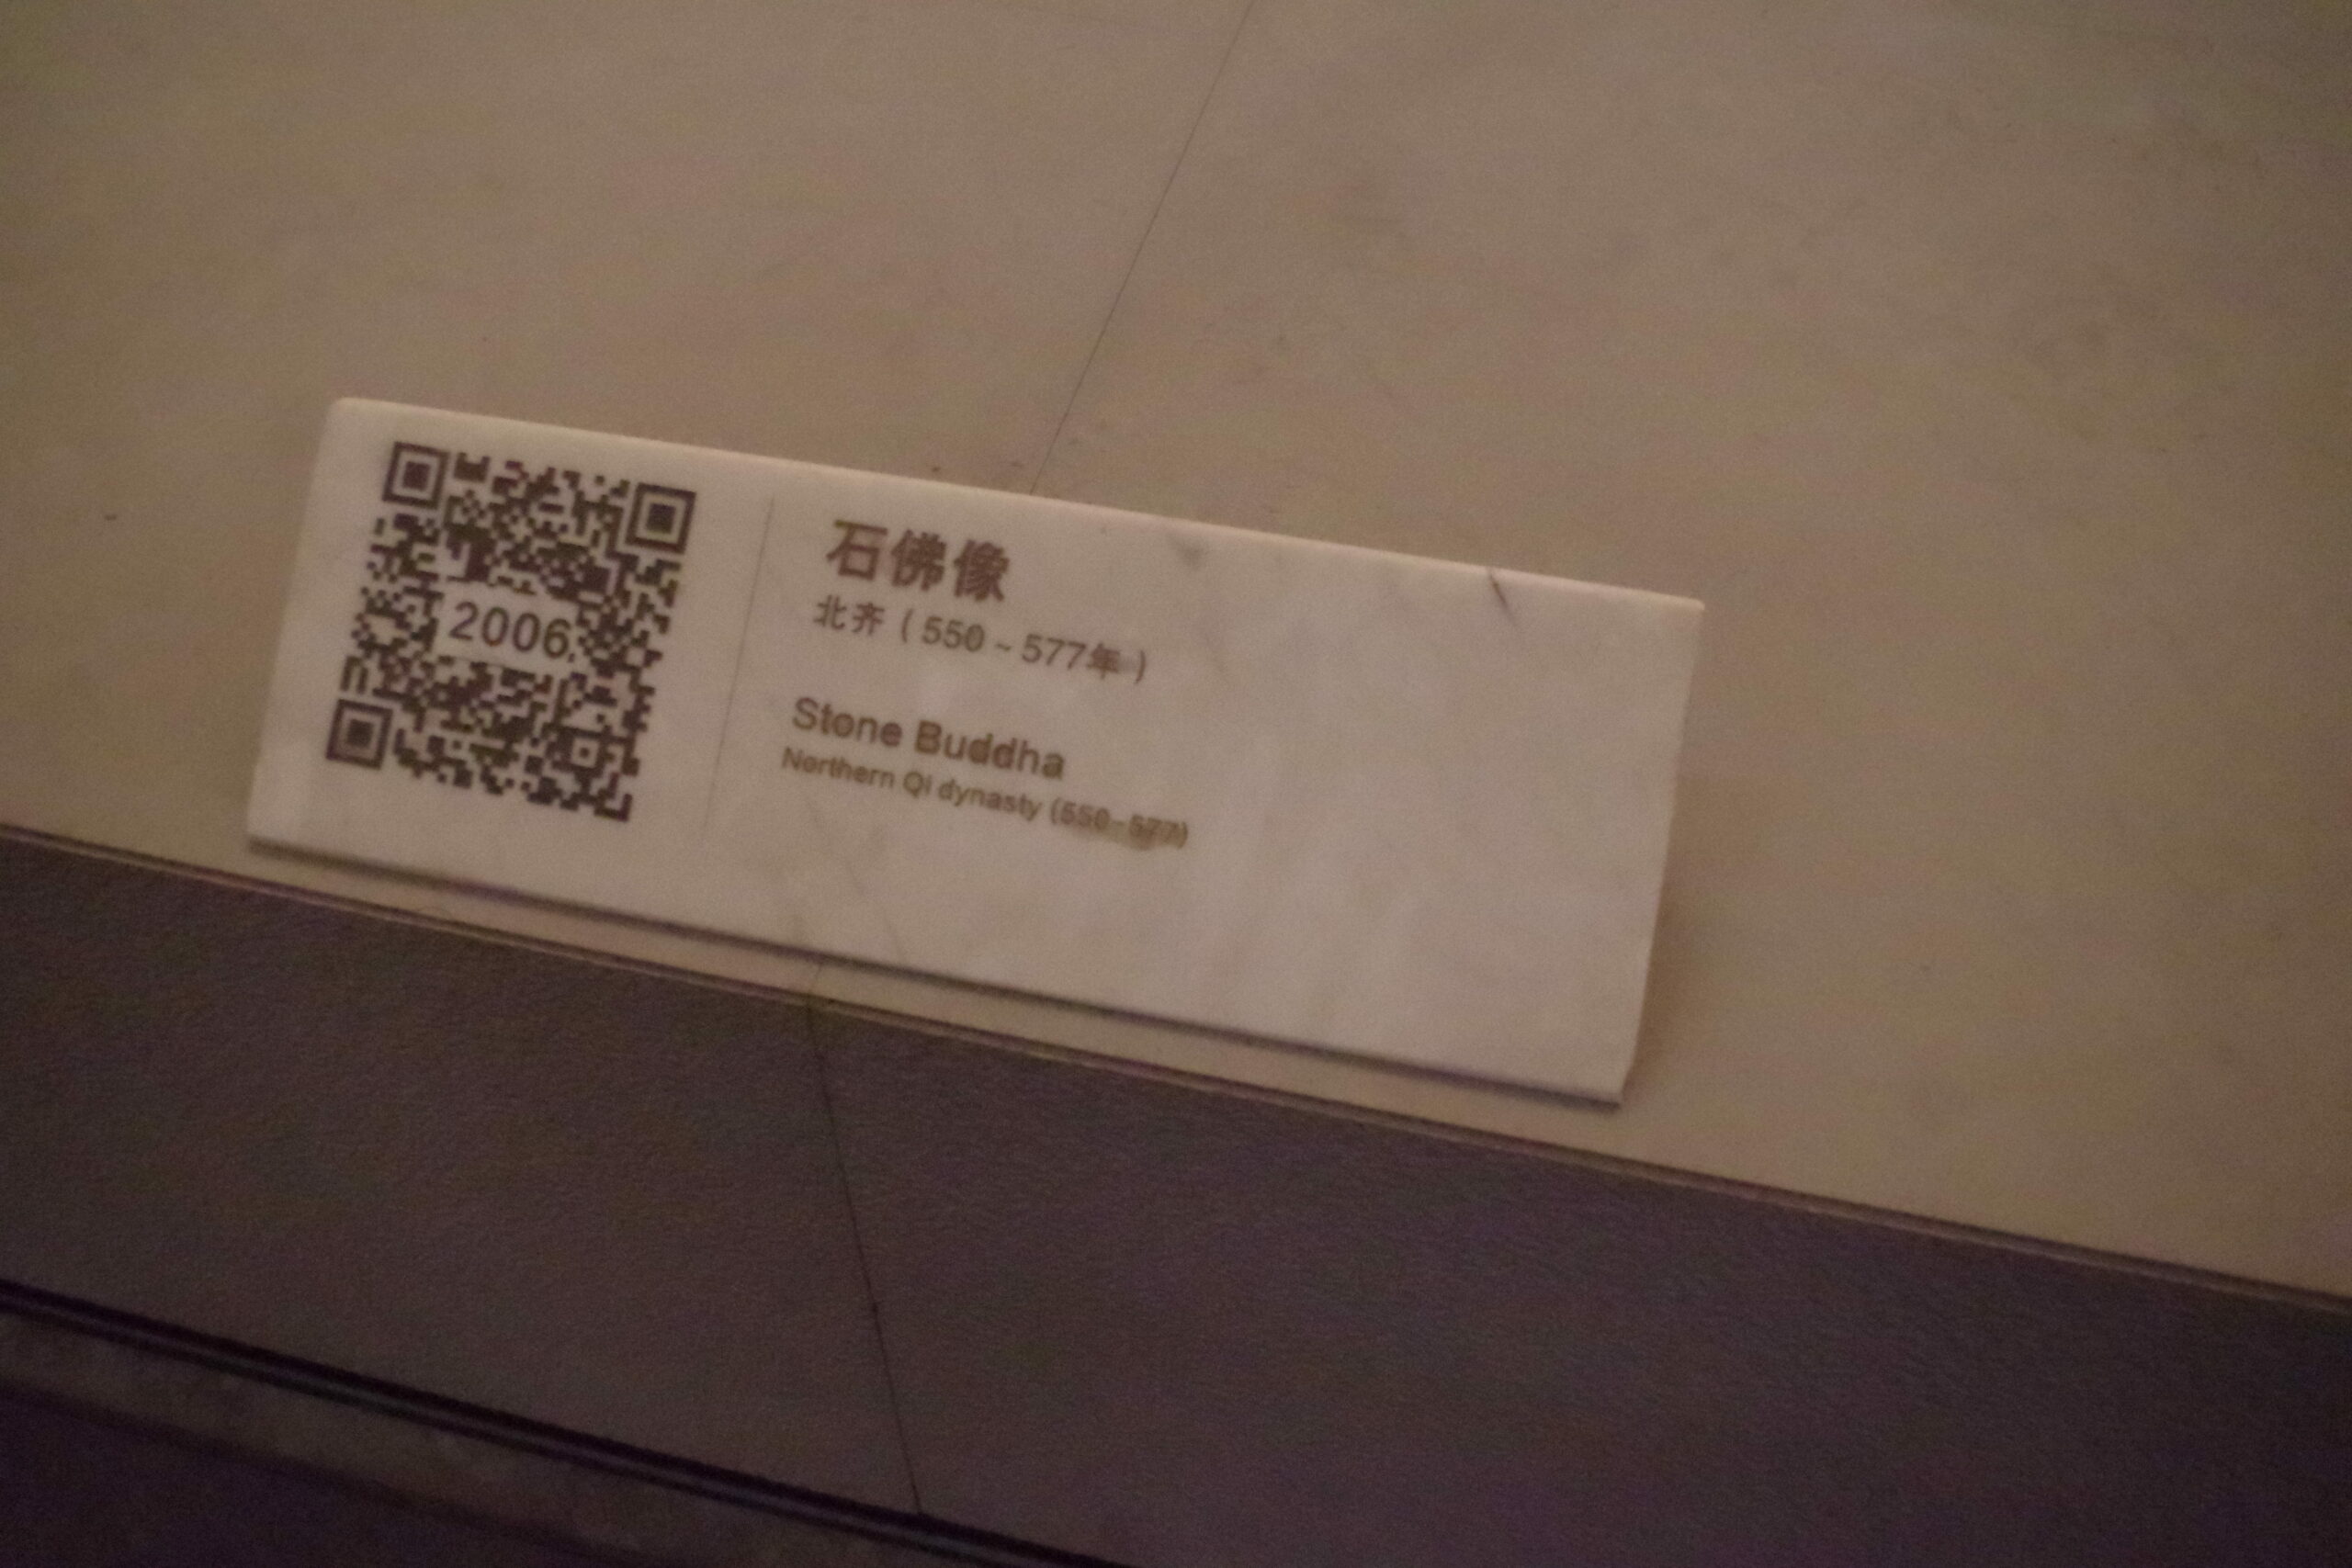 2006
石佛像
北齐（550～577年）
Stone Buddha
Northern Qi dynasty (550-577)